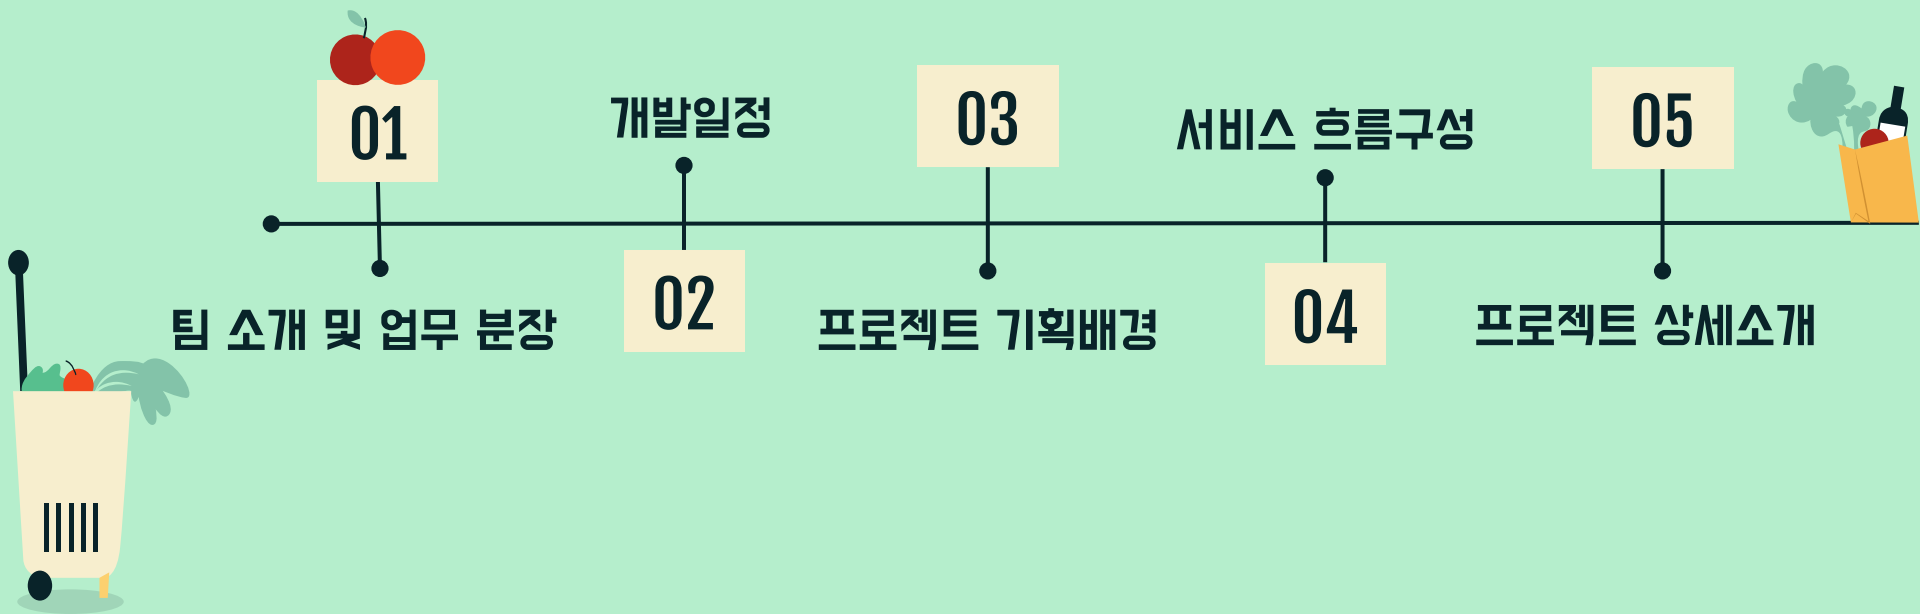 01
팀 소개 및 업무 분장
개발일정
02
03
프로젝트 기획배경
서비스 흐름구성
04
05
프로젝트 상세소개